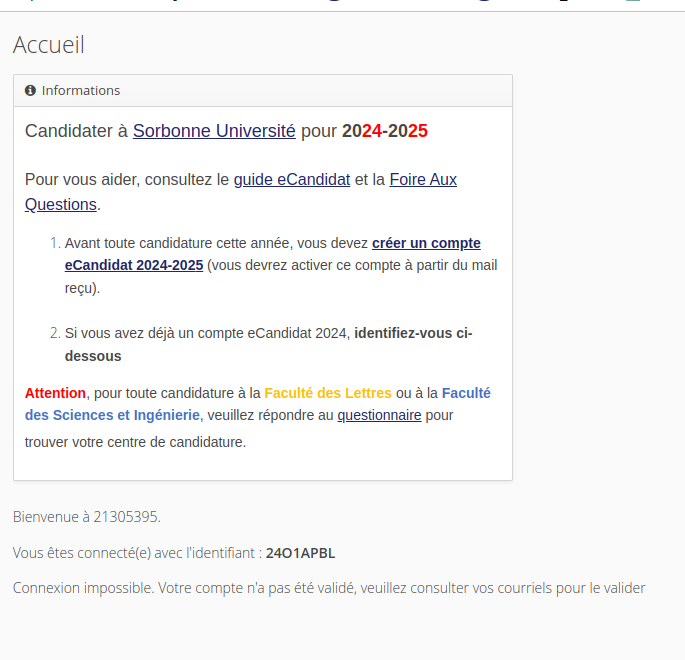 Accueil
Informations
Candidater à Sorbonne Université pour 2024-2025
Pour vous aider, consultez le guide eCandidat et la Foire Aux
Questions.
1. Avant toute candidature cette année, vous devez créer un compte
eCandidat 2024-2025 (vous devrez activer ce compte à partir du mail
reçu).
2. Si vous avez déjà un compte eCandidat 2024, identifiez-vous ci-
dessous
Attention, pour toute candidature à la Faculté des Lettres ou à la Faculté
des Sciences et Ingénierie, veuillez répondre au questionnaire pour
trouver votre centre de candidature.
Bienvenue à 21305395.
Vous êtes connecté(e) avec l'identifiant : 24O1APBL
Connexion impossible. Votre compte n'a pas été validé, veuillez consulter vos courriels pour le valider